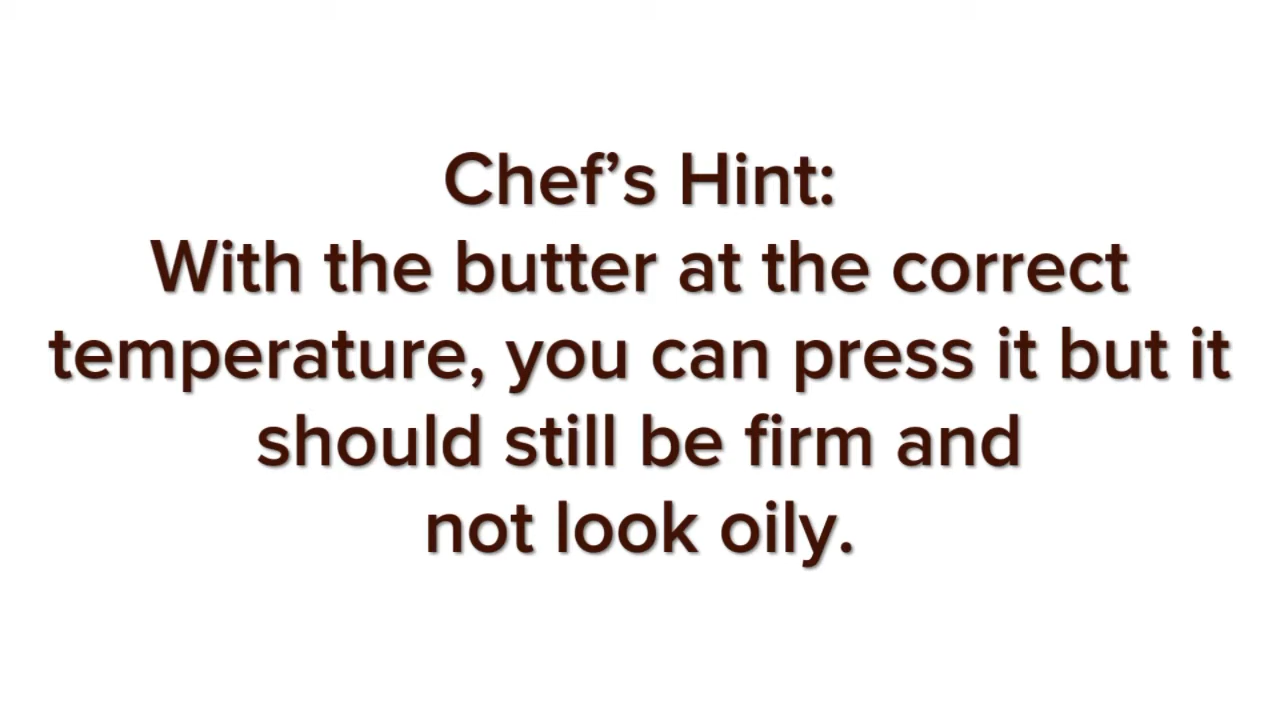 Chef’s Hint:
With the butter at the correct
temperature, you can press it but it
should still be firm and
not look oily.